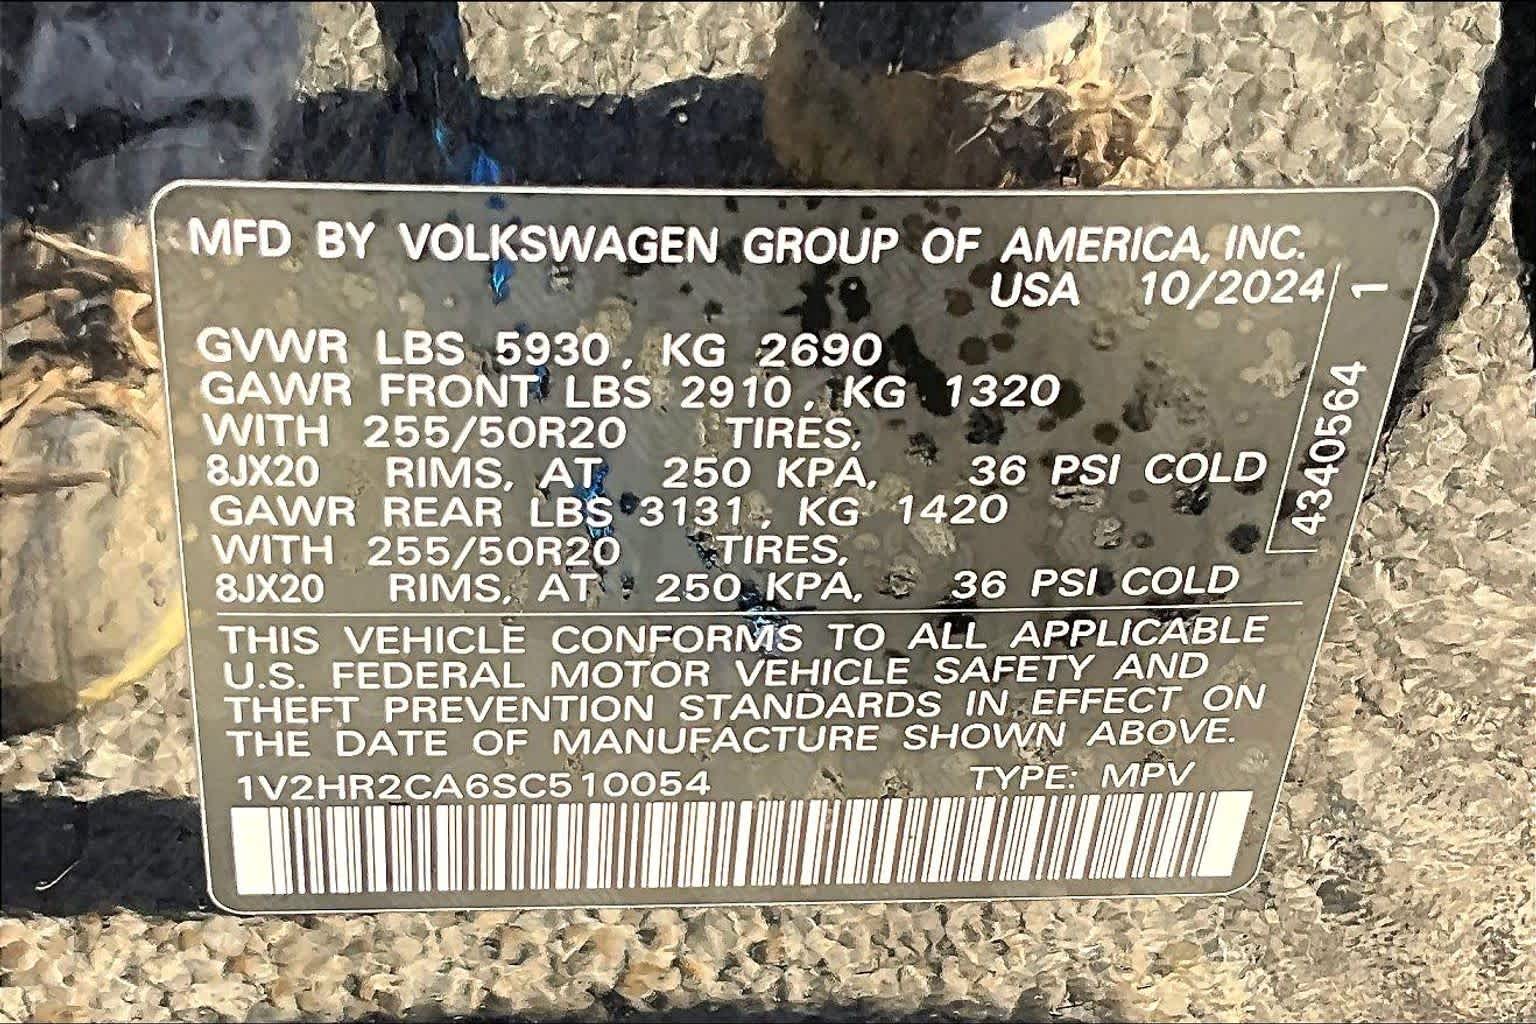 MFD BY VOLKSWAGEN GROUP OF AMERICA, INC.
USA 10/2024
GVWR LBS 5930, KG 2690
GAWR FRONT LBS 2910, KG 1320
WITH 255/50R20 TIRES,
8JX20 RIMS, AT 250 KPA, 36 PSI COLD
GAWR REAR LBS 3131, KG 1420
WITH 255/50R20 TIRES,
8JX20 RIMS, AT 250 KPA, 36 PSI COLD
THIS VEHICLE CONFORMS TO ALL APPLICABLE
U.S. FEDERAL MOTOR VEHICLE SAFETY AND
THEFT PREVENTION STANDARDS IN EFFECT ON
THE DATE OF MANUFACTURE SHOWN ABOVE.
1V2HR2CA6SC510054 TYPE: MPV
4340564 1